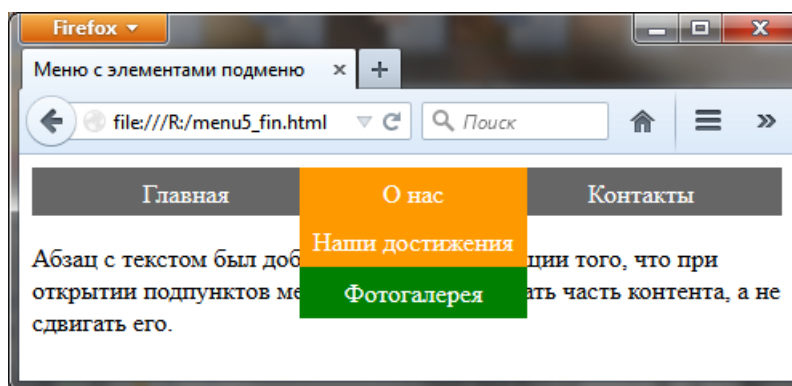 Firefox
Меню с элементами подменю
file:///R:/menu5_fin.html
Поиск
Главная О нас Контакты
Наши достижения
Фотогалерея
Абзац с текстом был доб ции того, что при
открытии подпунктов ме ать часть контента, а не
сдвигать его.